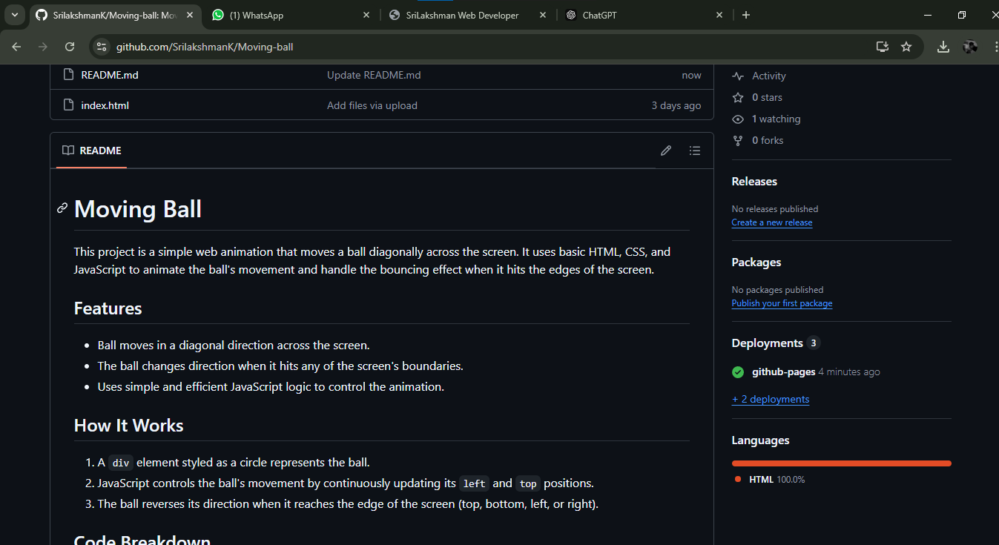 SrilakshmanK/Moving-ball: Mov
(1) WhatsApp
SriLakshman Web Developer
ChatGPT
github.com/SrilakshmanK/Moving-ball
README.md Update README.md now
index.html Add files via upload 3 days ago
README
Moving Ball
This project is a simple web animation that moves a ball diagonally across the screen. It uses basic HTML, CSS, and
JavaScript to animate the ball's movement and handle the bouncing effect when it hits the edges of the screen.
Features
• Ball moves in a diagonal direction across the screen.
• The ball changes direction when it hits any of the screen's boundaries.
• Uses simple and efficient JavaScript logic to control the animation.
How It Works
1. A div element styled as a circle represents the ball.
2. JavaScript controls the ball's movement by continuously updating its left and top positions.
3. The ball reverses its direction when it reaches the edge of the screen (top, bottom, left, or right).
Code Breakdown
Activity
0 stars
1 watching
0 forks
Releases
No releases published
Create a new release
Packages
No packages published
Publish your first package
Deployments 3
github-pages 4 minutes ago
+ 2 deployments
Languages
HTML 100.0%